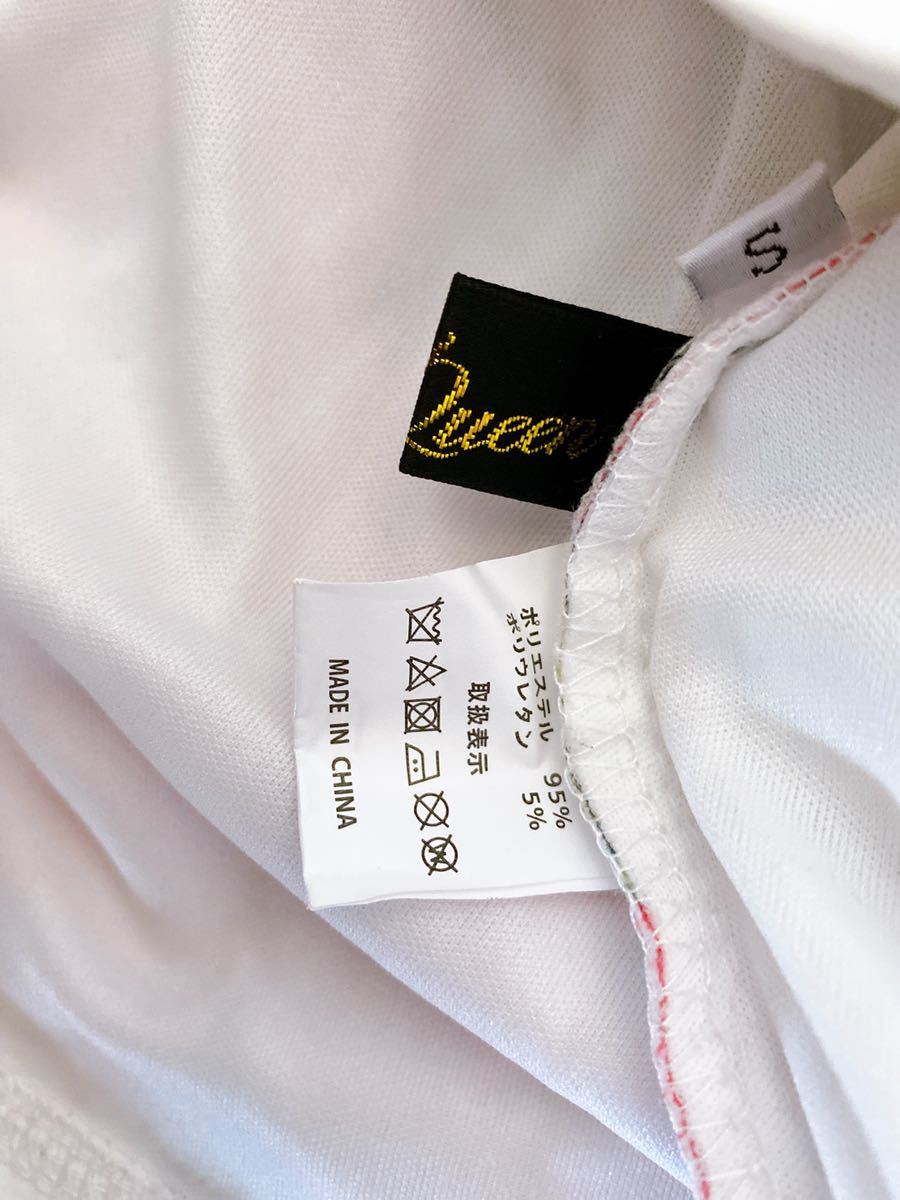 S
Queen
ポリエステル 95%
ポリウレタン 5%
取扱表示
MADE IN CHINA